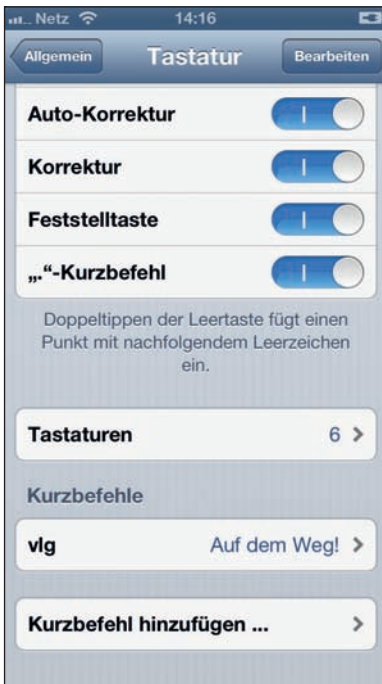 ... Netz 14:16
Allgemein Tastatur Bearbeiten
Auto-Korrektur
Korrektur
Feststelltaste
„.“-Kurzbefehl
Doppeltippen der Leertaste fügt einen
Punkt mit nachfolgendem Leerzeichen
ein.
Tastaturen 6
Kurzbefehle
vlg Auf dem Weg!
Kurzbefehl hinzufügen ...